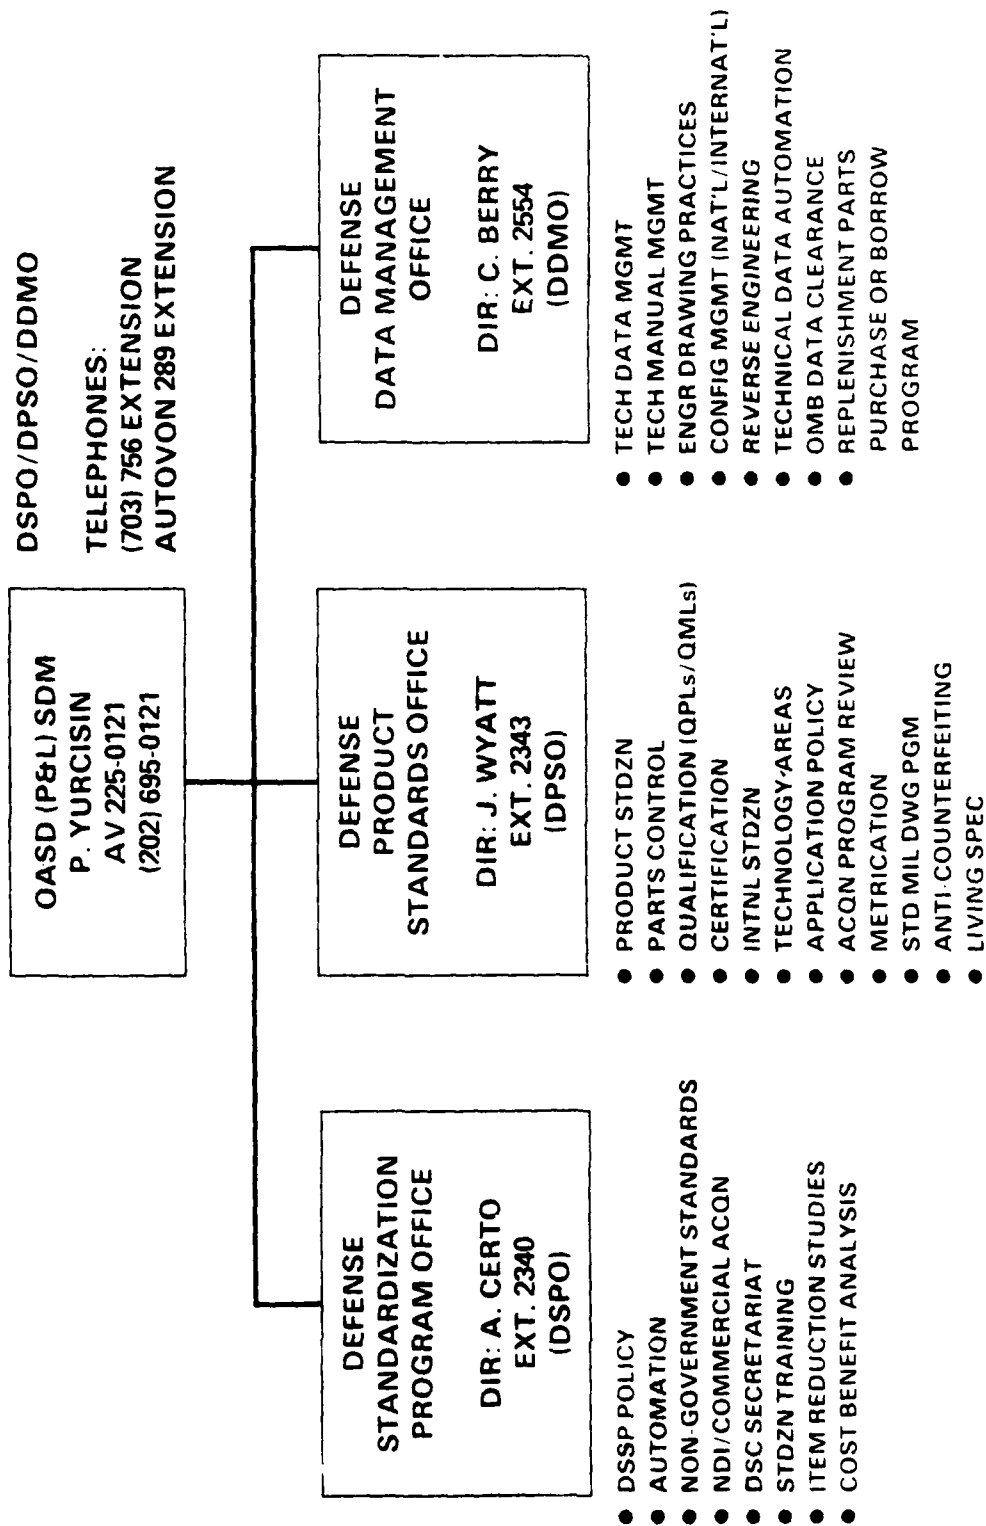 OASD (P&L) SDM
P. YURCISIN
AV 225-0121
(202) 695-0121
DSPO/DPSO/DDMO
TELEPHONES:
(703) 756 EXTENSION
AUTOVON 289 EXTENSION
DEFENSE
STANDARDIZATION
PROGRAM OFFICE
DIR: A. CERTO
EXT. 2340
(DSPO)
● DSSP POLICY
● AUTOMATION
● NON-GOVERNMENT STANDARDS
● NDI/COMMERCIAL ACQN
● DSC SECRETARIAT
● STDZN TRAINING
● ITEM REDUCTION STUDIES
● COST BENEFIT ANALYSIS
DEFENSE
PRODUCT
STANDARDS OFFICE
DIR: J. WYATT
EXT. 2343
(DPSO)
● PRODUCT STDZN
● PARTS CONTROL
● QUALIFICATION (QPLs/QMLs)
● CERTIFICATION
● INTNL STDZN
● TECHNOLOGY AREAS
● APPLICATION POLICY
● ACQN PROGRAM REVIEW
● METRICATION
● STD MIL DWG PGM
● ANTI-COUNTERFEITING
● LIVING SPEC
DEFENSE
DATA MANAGEMENT
OFFICE
DIR: C. BERRY
EXT. 2554
(DDMO)
● TECH DATA MGMT
● TECH MANUAL MGMT
● ENGR DRAWING PRACTICES
● CONFIG MGMT (NAT'L/INTERNAT'L)
● REVERSE ENGINEERING
● TECHNICAL DATA AUTOMATION
● OMB DATA CLEARANCE
● REPLENISHMENT PARTS
PURCHASE OR BORROW
PROGRAM